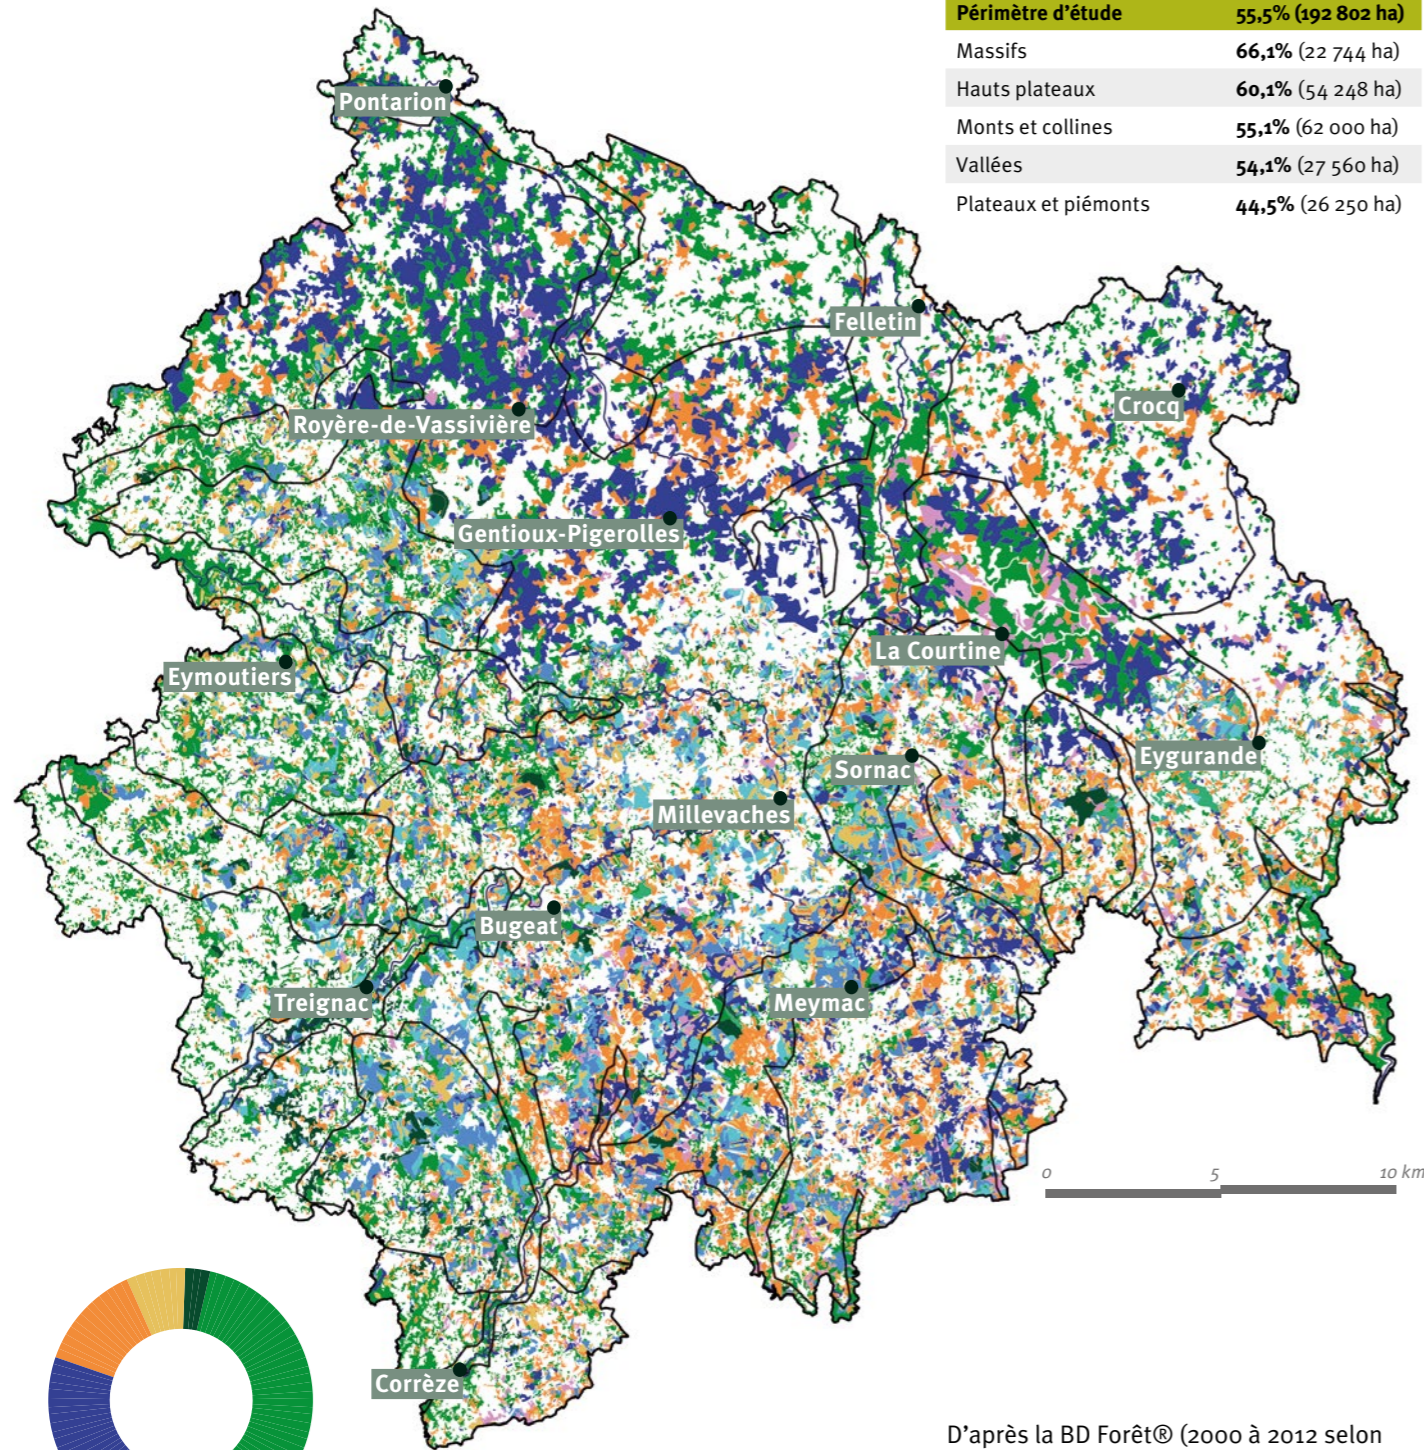 Périmètre d'étude 55,5% (192 802 ha)
Massifs 66,1% (22 744 ha)
Hauts plateaux 60,1% (54 248 ha)
Monts et collines 55,1% (62 000 ha)
Vallées 54,1% (27 560 ha)
Plateaux et piémonts 44,5% (26 250 ha)
Pontarion
Felletin
Crocq
Royère-de-Vassivière
Gentioux-Pigerolles
La Courtine
Eymoutiers
Eygurande
Sornac
Millevaches
Bugeat
Treignac
Meymac
0 5 10 km
Corrèze
D'après la BD Forêt® (2000 à 2012 selon